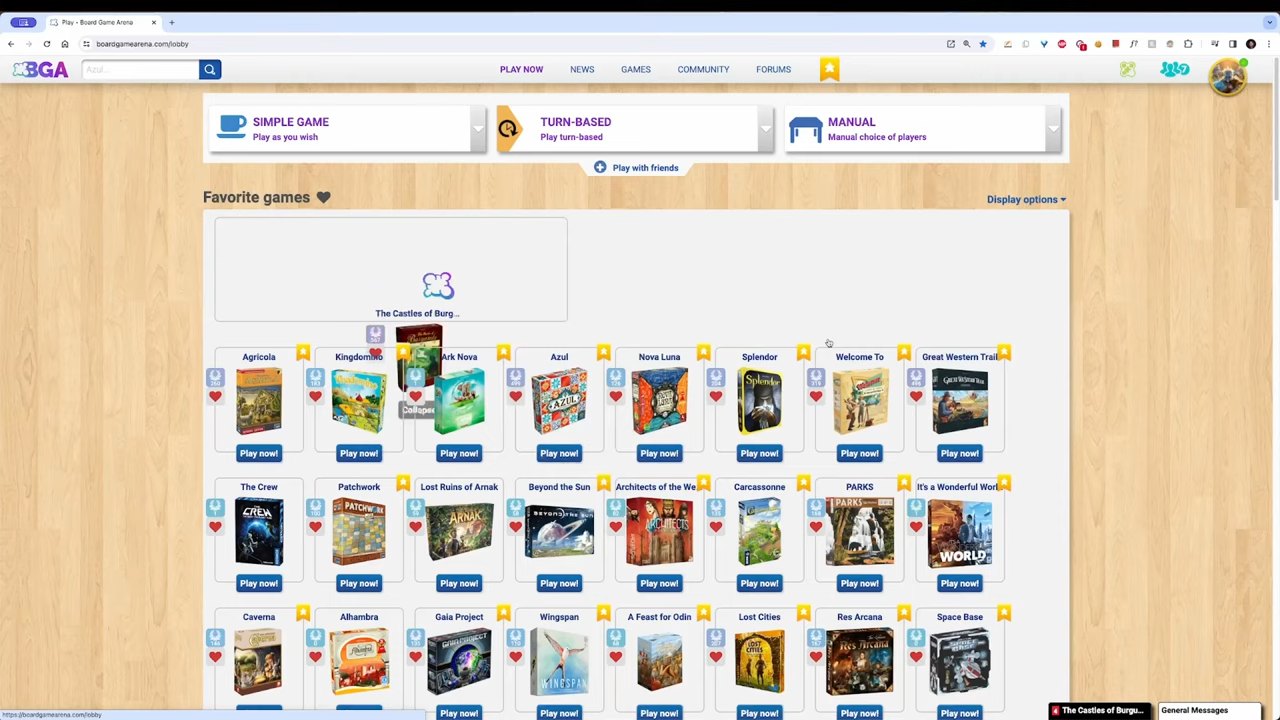 Play • Board Game Arena
boardgamearena.com/lobby
BGA
Azul...
PLAY NOW
NEWS
GAMES
COMMUNITY
FORUMS
7
SIMPLE GAME
Play as you wish
TURN-BASED
Play turn-based
MANUAL
Manual choice of players
Play with friends
Favorite games
Display options
The Castles of Burg...
567
Collapse
Agricola
Kingdomino
Ark Nova
Azul
Nova Luna
Splendor
Welcome To
Great Western Trail
Play now!
Play now!
Play now!
Play now!
Play now!
Play now!
Play now!
Play now!
The Crew
Patchwork
Lost Ruins of Arnak
Beyond the Sun
Architects of the We
Carcassonne
PARKS
It's a Wonderful Worl
Play now!
Play now!
Play now!
Play now!
Play now!
Play now!
Play now!
Play now!
Caverna
Alhambra
Gaia Project
Wingspan
A Feast for Odin
Lost Cities
Res Arcana
Space Base
Play now!
Play now!
Play now!
Play now!
Play now!
Play now!
https://boardgamearena.com/lobby
4 The Castles of Burgu...
General Messages